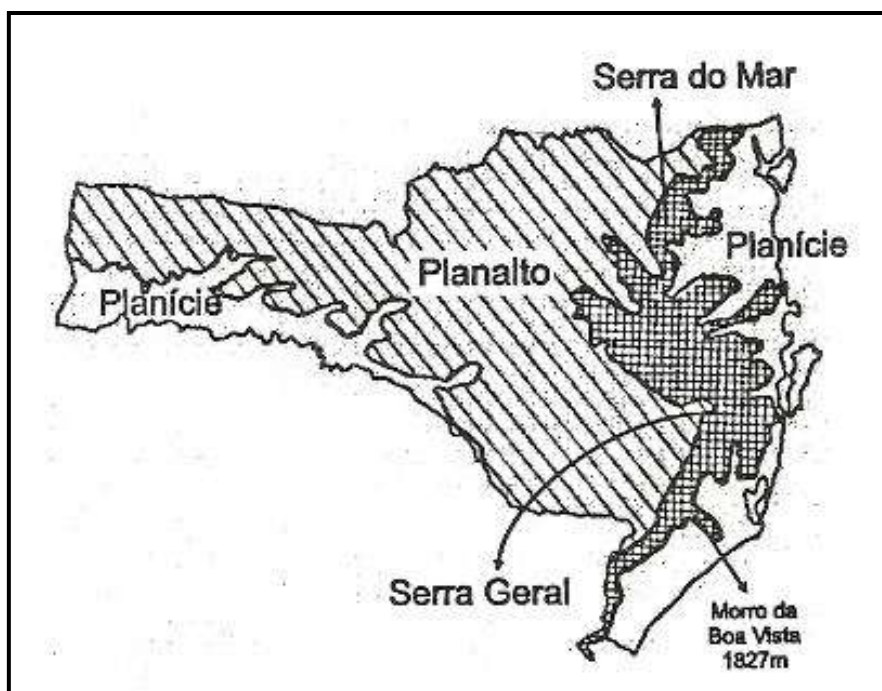 Serra do Mar
Planície
Planalto
Planície
Serra Geral
Morro da
Boa Vista
1827m